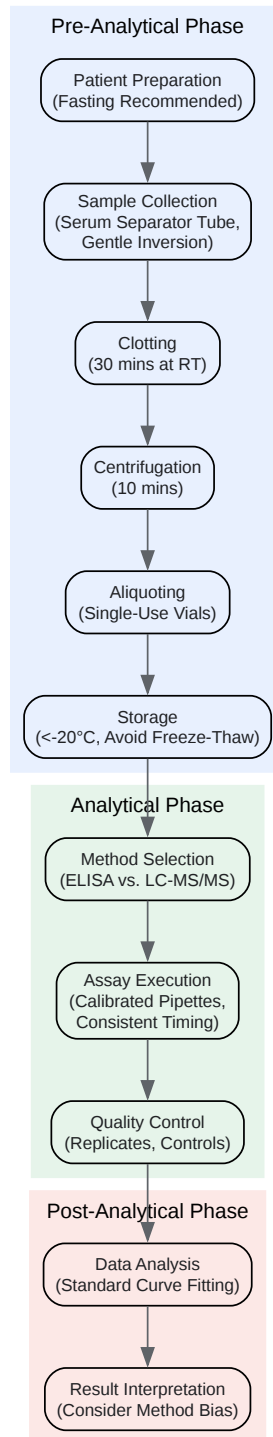 Pre-Analytical Phase
Patient Preparation
(Fasting Recommended)
Sample Collection
(Serum Separator Tube,
Gentle Inversion)
Clotting
(30 mins at RT)
Centrifugation
(10 mins)
Aliquoting
(Single-Use Vials)
Storage
(<-20°C, Avoid Freeze-Thaw)
Analytical Phase
Method Selection
(ELISA vs. LC-MS/MS)
Assay Execution
(Calibrated Pipettes,
Consistent Timing)
Quality Control
(Replicates, Controls)
Post-Analytical Phase
Data Analysis
(Standard Curve Fitting)
Result Interpretation
(Consider Method Bias)